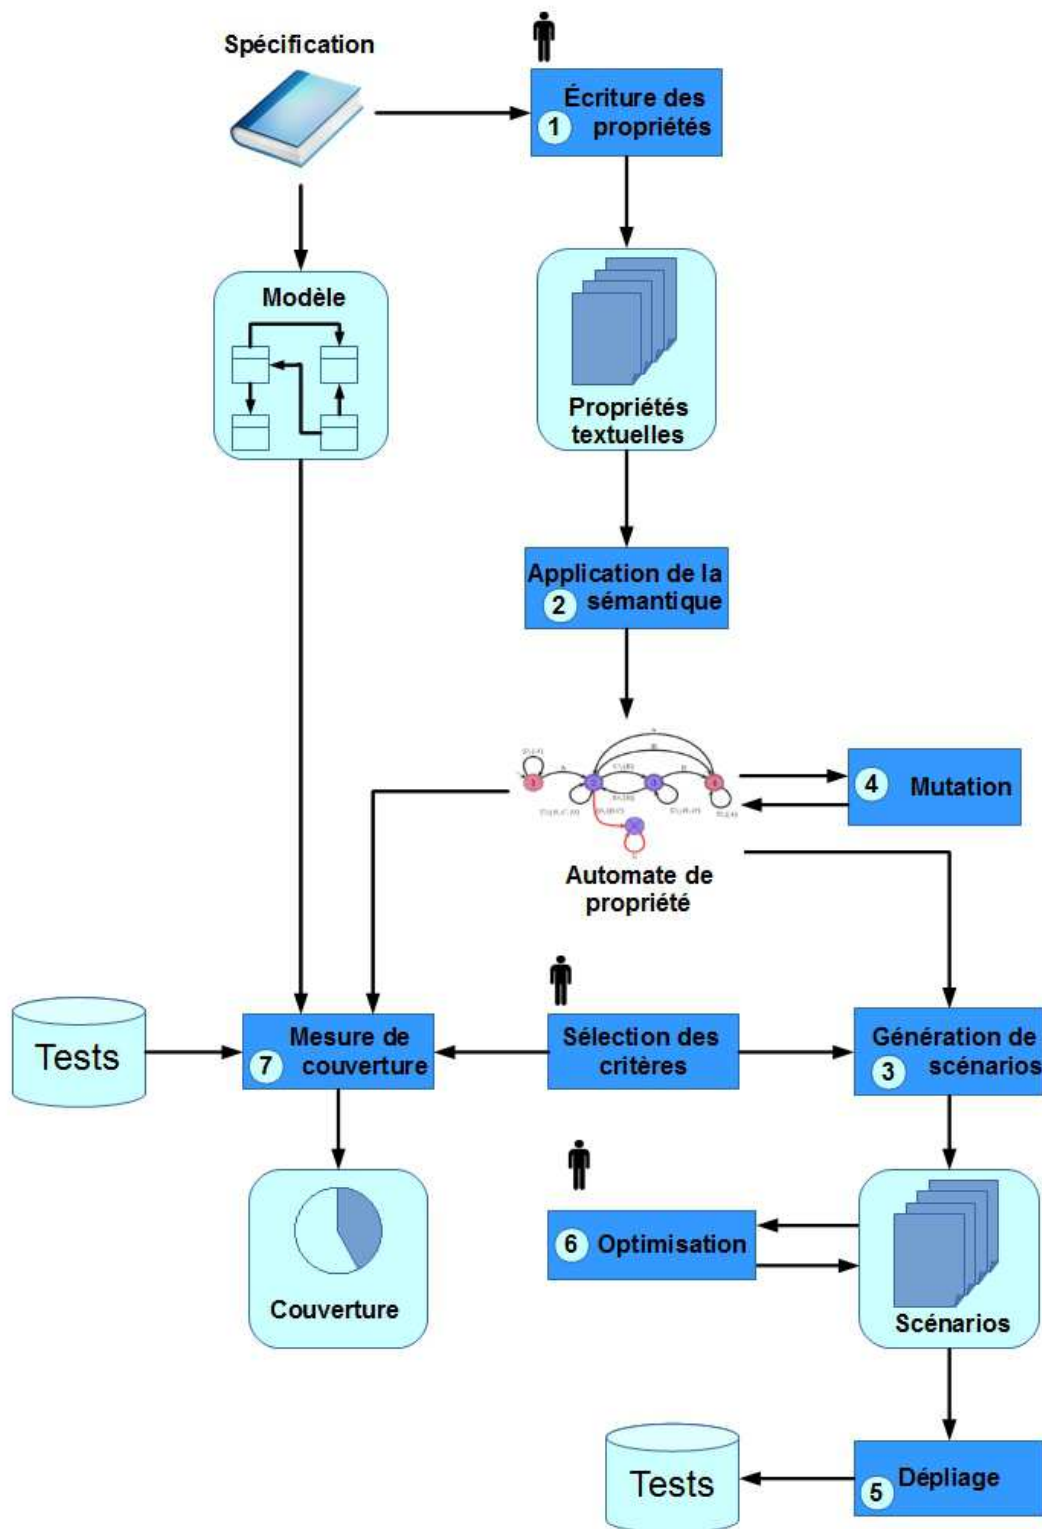 Spécification
Écriture des
1 propriétés
Modèle
Propriétés
textuelles
Application de la
2 sémantique
4 Mutation
Automate de
propriété
Tests
Mesure de
7 couverture
Sélection des
critères
Génération de
3 scénarios
6 Optimisation
Couverture
Scénarios
Tests
5 Dépliage